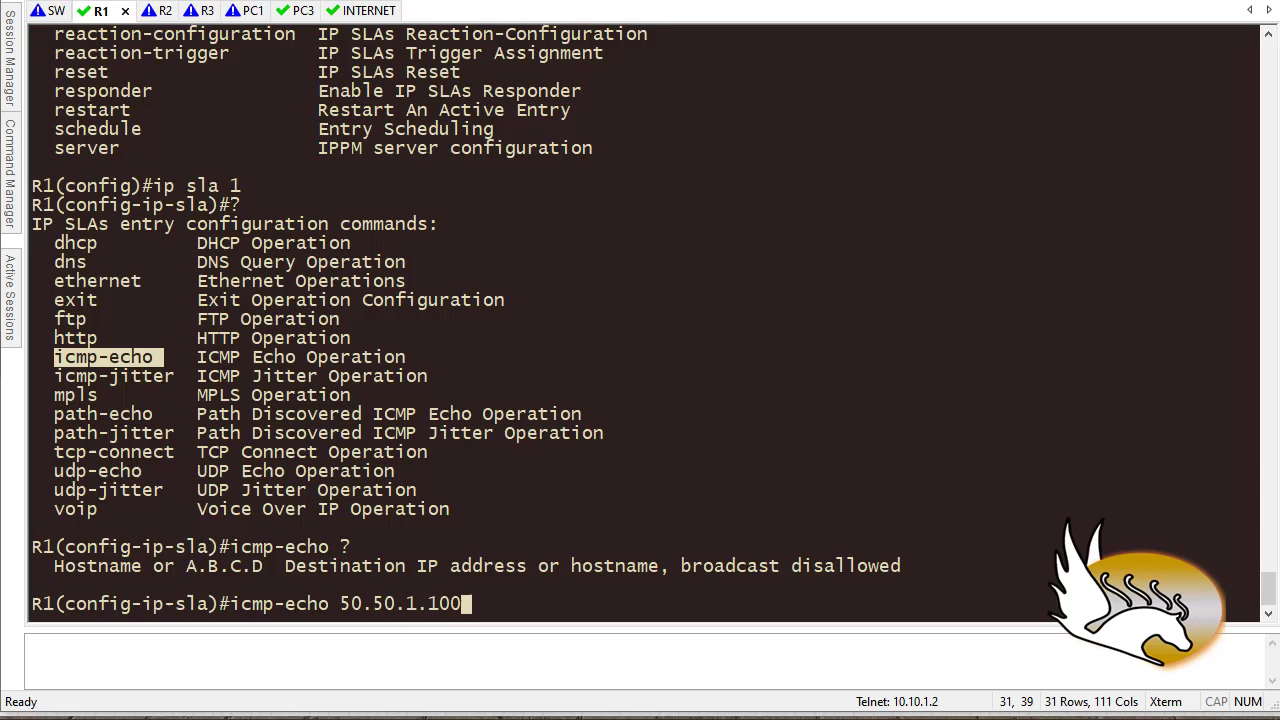 SW R1 × R2 R3 PC1 PC3 INTERNET
Session Manager
Command Manager
Active Sessions
reaction-configuration IP SLAs Reaction-Configuration
reaction-trigger IP SLAs Trigger Assignment
reset IP SLAs Reset
responder Enable IP SLAs Responder
restart Restart An Active Entry
schedule Entry Scheduling
server IPPM server configuration
R1(config)#ip sla 1
R1(config-ip-sla)#?
IP SLAs entry configuration commands:
dhcp DHCP Operation
dns DNS Query Operation
ethernet Ethernet Operations
exit Exit Operation Configuration
ftp FTP Operation
http HTTP Operation
icmp-echo ICMP Echo Operation
icmp-jitter ICMP Jitter Operation
mpls MPLS Operation
path-echo Path Discovered ICMP Echo Operation
path-jitter Path Discovered ICMP Jitter Operation
tcp-connect TCP Connect Operation
udp-echo UDP Echo Operation
udp-jitter UDP Jitter Operation
voip Voice Over IP Operation
R1(config-ip-sla)#icmp-echo ?
Hostname or A.B.C.D Destination IP address or hostname, broadcast disallowed
R1(config-ip-sla)#icmp-echo 50.50.1.100
Ready Telnet: 10.10.1.2 31, 39 31 Rows, 111 Cols Xterm CAP NUM